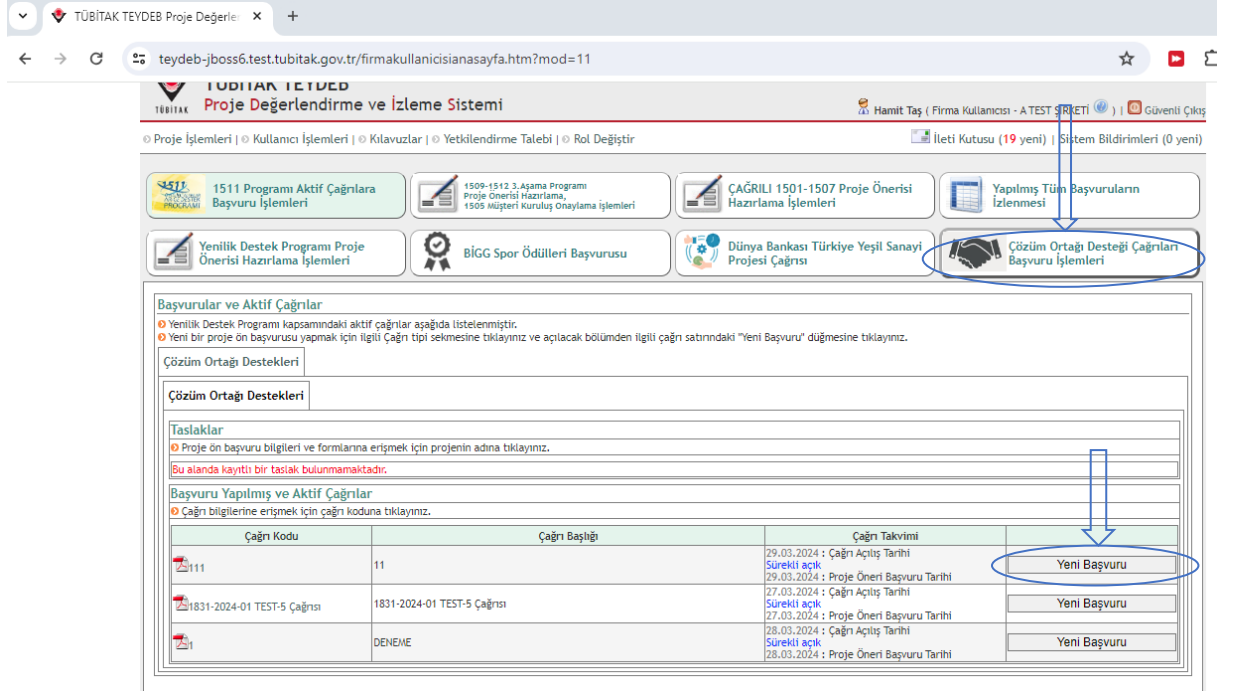 TÜBİTAK TEYDEB Proje Değerler
teydeb-jboss6.test.tubitak.gov.tr/firmakullanicisianasayfa.htm?mod=11
TÜBİTAK TEYDEB
TÜBİTAK Proje Değerlendirme ve İzleme Sistemi
Hamit Taş ( Firma Kullanıcısı - A TEST ŞİRKETİ ) | Güvenli Çıkış
Proje İşlemleri | Kullanıcı İşlemleri | Kılavuzlar | Yetkilendirme Talebi | Rol Değiştir
İleti Kutusu (19 yeni) | Sistem Bildirimleri (0 yeni)
1511
1511 Programı Aktif Çağrılara
Başvuru İşlemleri
1509-1512 3.Aşama Programı
Proje Önerisi Hazırlama,
1505 Müşteri Kuruluş Onaylama İşlemleri
ÇAĞRILI 1501-1507 Proje Önerisi
Hazırlama İşlemleri
Yapılmış Tüm Başvuruların
İzlenmesi
Yenilik Destek Programı Proje
Önerisi Hazırlama İşlemleri
BİGG Spor Ödülleri Başvurusu
Dünya Bankası Türkiye Yeşil Sanayi
Projesi Çağrısı
Çözüm Ortağı Desteği Çağrıları
Başvuru İşlemleri
Başvurular ve Aktif Çağrılar
Yenilik Destek Programı kapsamındaki aktif çağrılar aşağıda listelenmiştir.
Yeni bir proje ön başvurusu yapmak için ilgili Çağrı tipi sekmesine tıklayınız ve açılacak bölümden ilgili çağrı satırındaki "Yeni Başvuru" düğmesine tıklayınız.
Çözüm Ortağı Destekleri
Çözüm Ortağı Destekleri
Taslaklar
Proje ön başvuru bilgileri ve formlarına erişmek için projenin adına tıklayınız.
Bu alanda kayıtlı bir taslak bulunmamaktadır.
Başvuru Yapılmış ve Aktif Çağrılar
Çağrı bilgilerine erişmek için çağrı koduna tıklayınız.
Çağrı Kodu Çağrı Başlığı Çağrı Takvimi
29.03.2024 : Çağrı Açılış Tarihi
111 11 Sürekli açık Yeni Başvuru
29.03.2024 : Proje Öneri Başvuru Tarihi
27.03.2024 : Çağrı Açılış Tarihi
1831-2024-01 TEST-5 Çağrısı 1831-2024-01 TEST-5 Çağrısı Sürekli açık Yeni Başvuru
27.03.2024 : Proje Öneri Başvuru Tarihi
28.03.2024 : Çağrı Açılış Tarihi
1 DENEME Sürekli açık Yeni Başvuru
28.03.2024 : Proje Öneri Başvuru Tarihi